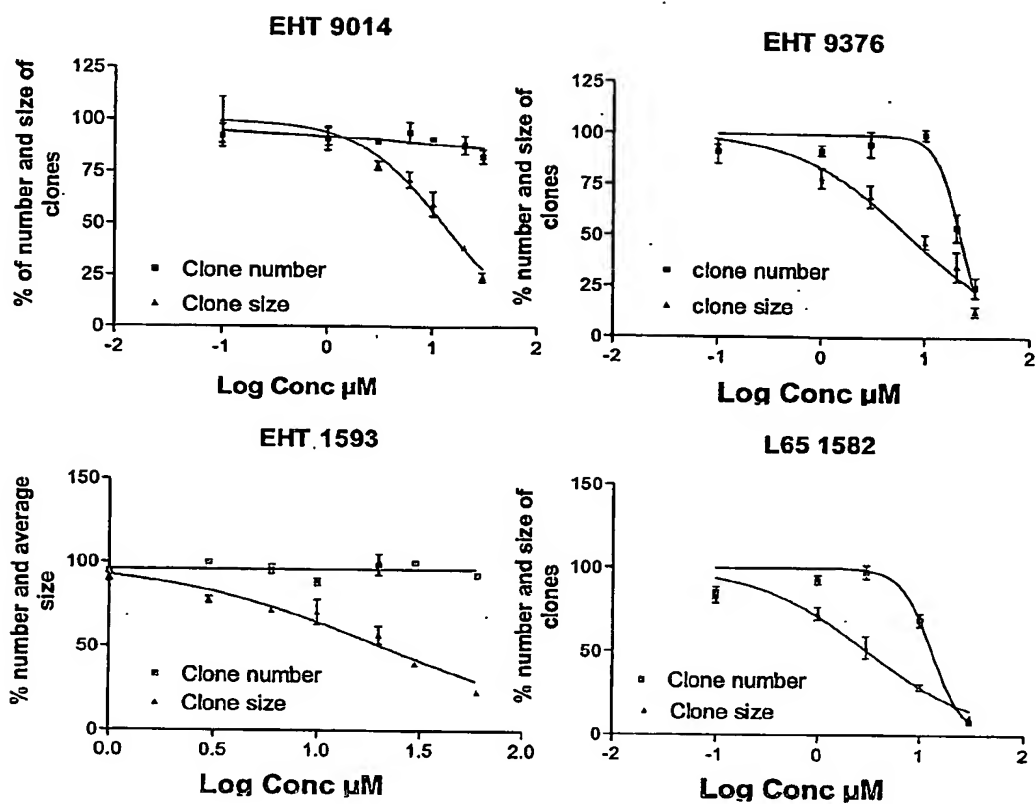 EHT 9014
% of number and size of
clones
125
100
75
50
25
0
Clone number
Clone size
-2
-1
0
1
2
Log Conc µM
EHT 9376
% number and size of
clones
125
100
75
50
25
0
clone number
clone size
-2
-1
0
1
2
Log Conc µM
EHT 1593
% number and average
size
150
100
50
0
Clone number
Clone size
0.0
0.5
1.0
1.5
2.0
Log Conc µM
L65 1582
% number and size of
clones
150
100
50
0
Clone number
Clone size
-2
-1
0
1
2
Log Conc µM